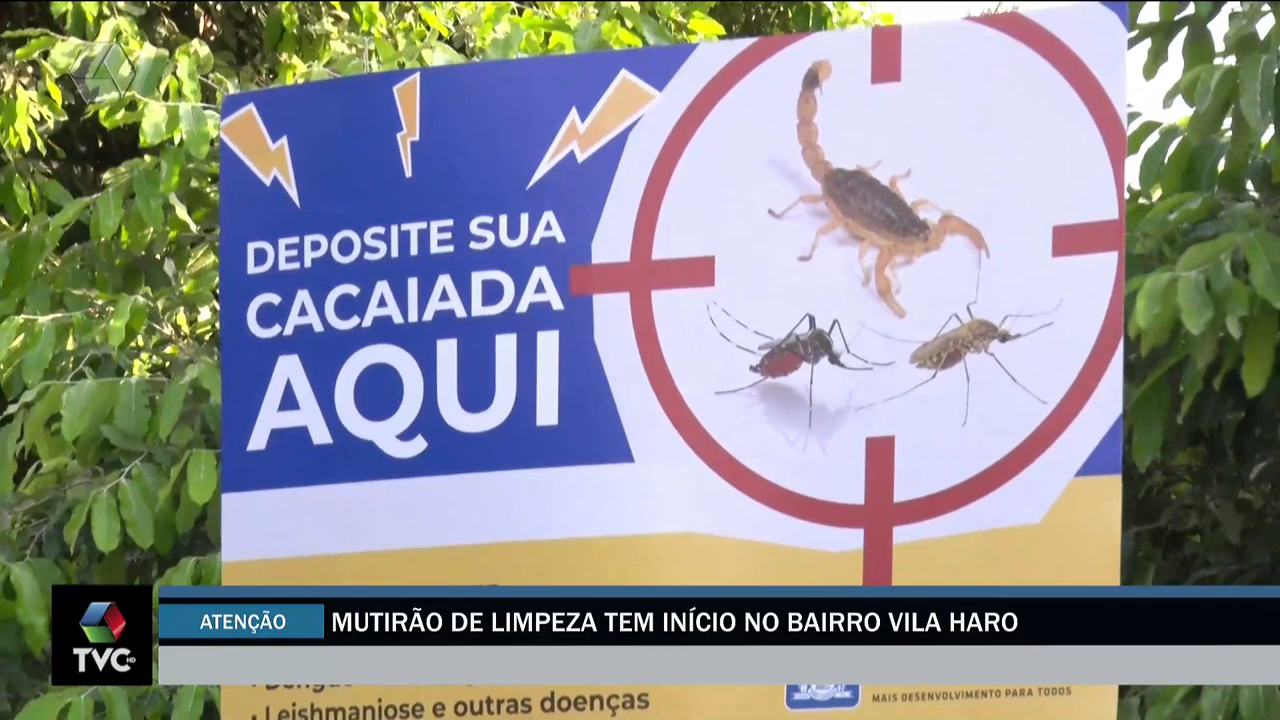 DEPOSITE SUA
CACAIADA
AQUI
ATENÇÃO
MUTIRÃO DE LIMPEZA TEM INÍCIO NO BAIRRO VILA HARO
TVC HD
• Dengue
• Leishmaniose e outras doenças
MAIS DESENVOLVIMENTO PARA TODOS